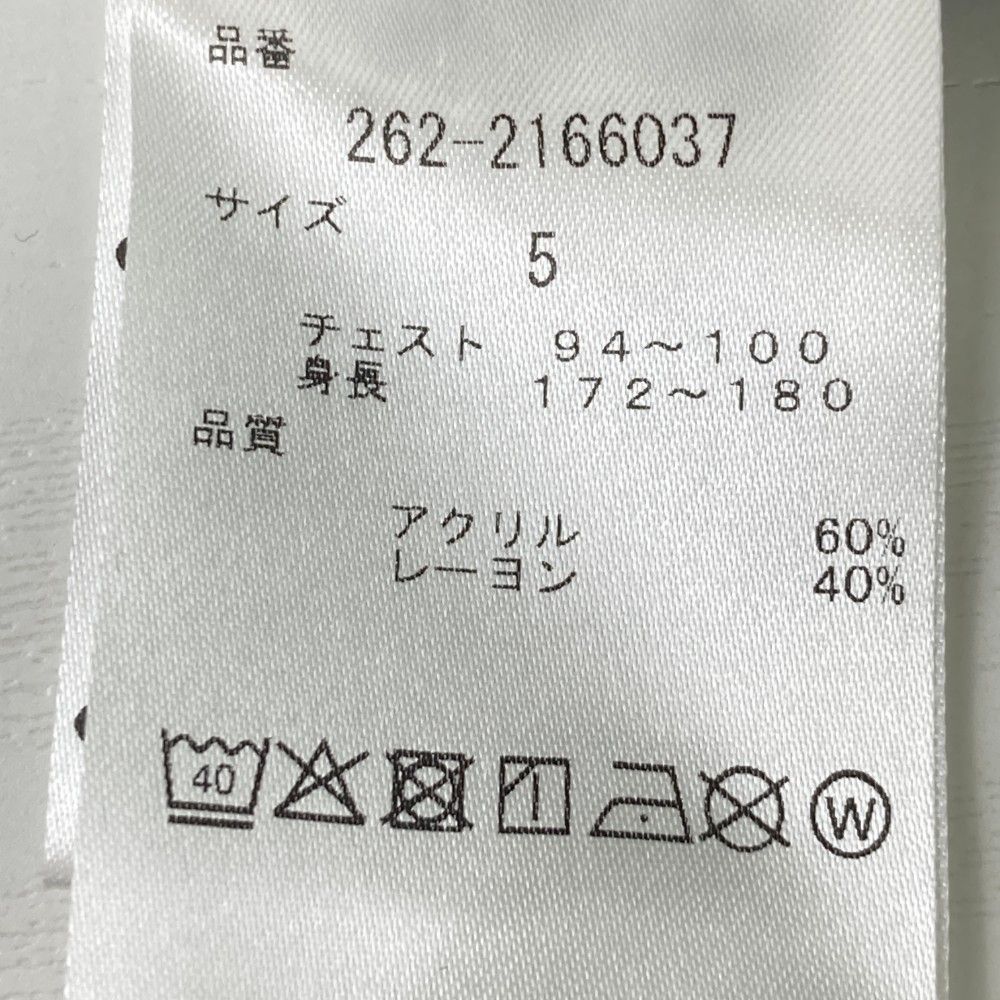 品番
262-2166037
サイズ
5
チェスト 94～100
身長 172～180
品質
アクリル 60%
レーヨン 40%
40
W